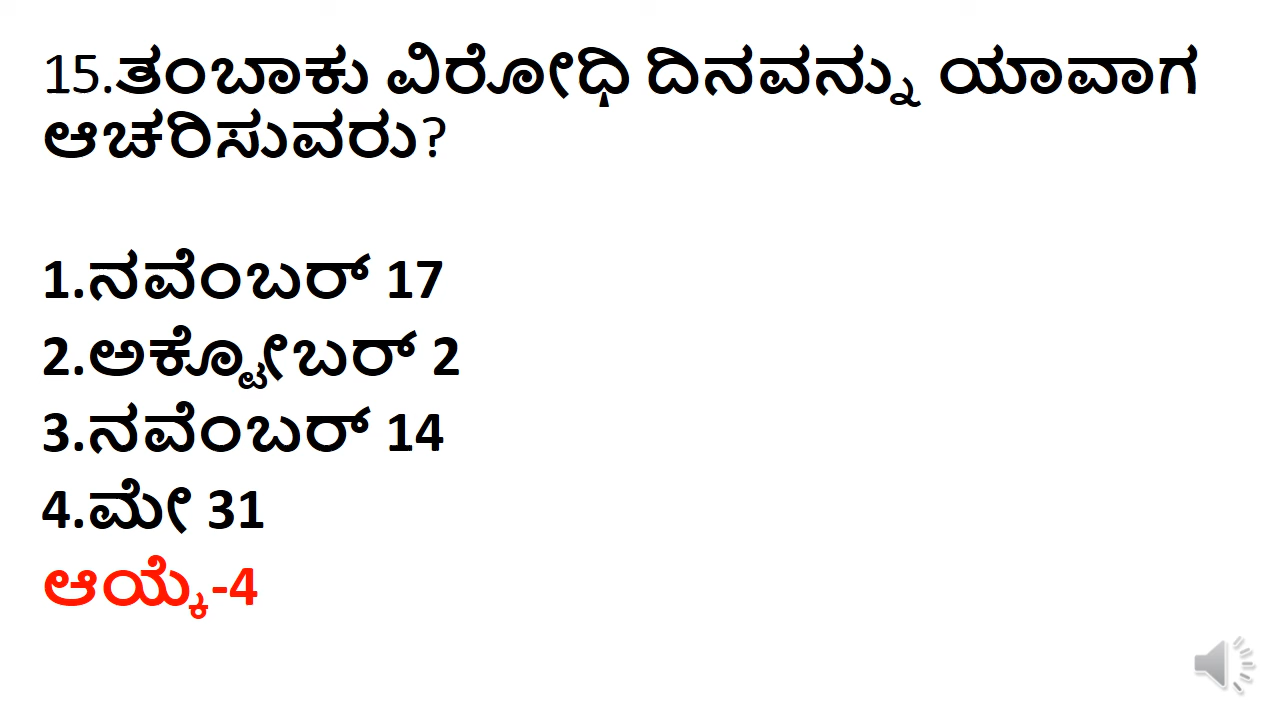 15.ತಂಬಾಕು ವಿರೋಧಿ ದಿನವನ್ನು ಯಾವಾಗ
ಆಚರಿಸುವರು?
1.ನವೆಂಬರ್ 17
2.ಅಕ್ಟೋಬರ್ 2
3.ನವೆಂಬರ್ 14
4.ಮೇ 31
ಆಯ್ಕೆ-4